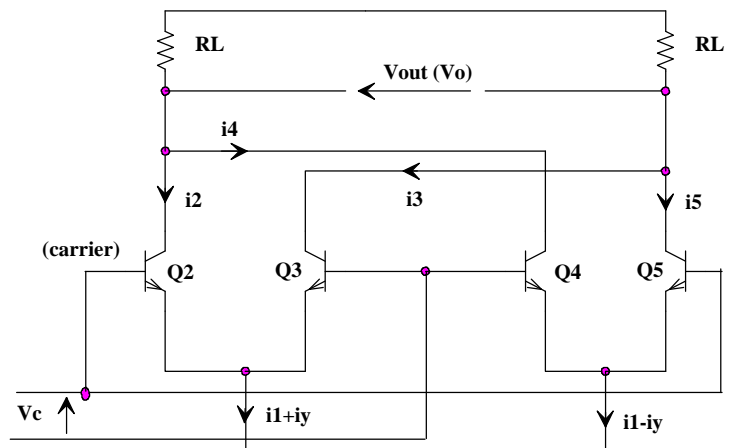 RL
RL
Vout (Vo)
i4
i3
i2
i5
(carrier)
Q2
Q3
Q4
Q5
Vc
i1+iy
i1-iy